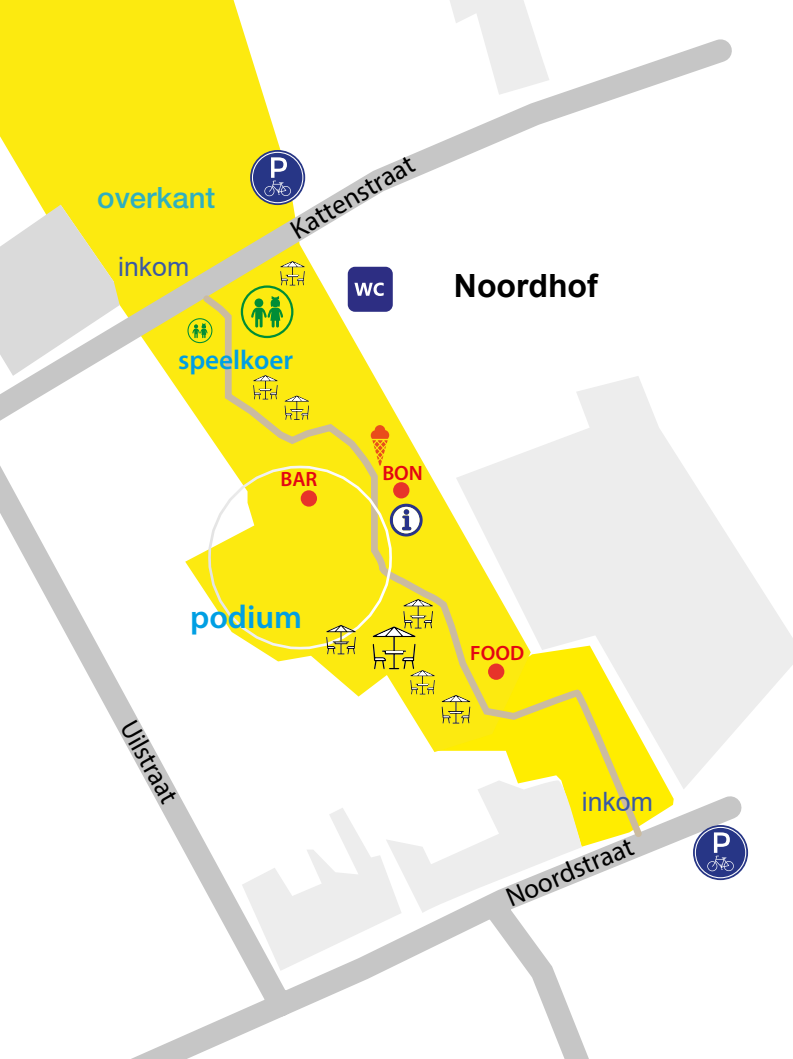 P
overkant
Kattenstraat
inkom
WC
Noordhof
speelkoer
BAR
BON
i
podium
FOOD
Uilstraat
inkom
P
Noordstraat